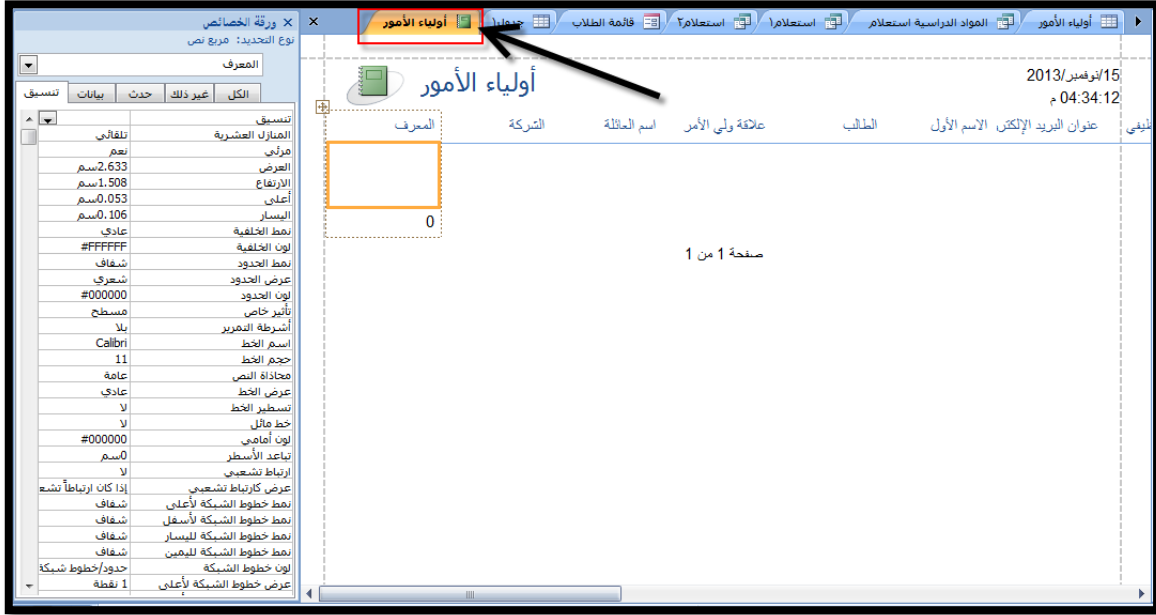 أولياء الأمور
المواد الدراسية استعلام
استعلام١
استعلام٢
قائمة الطلاب
أولياء الأمور
15/نوفمبر/2013
04:34:12 م
أولياء الأمور
عنوان البريد الإلكتر الاسم الأول الطالب علاقة ولي الأمر اسم العائلة الشركة المعرف
0
صفحة 1 من 1
ورقة الخصائص
نوع التحديد: مربع نص
المعرف
الكل غير ذلك حدث بيانات تنسيق
تنسيق
المنازل العشرية تلقائي
مرئي نعم
العرض 2.633سم
الارتفاع 1.508سم
أعلى 0.053سم
اليسار 0.106سم
نمط الخلفية عادي
لون الخلفية #FFFFFF
نمط الحدود شفاف
عرض الحدود شعري
لون الحدود #000000
تأثير خاص مسطح
أشرطة التمرير بلا
اسم الخط Calibri
حجم الخط 11
محاذاة النص عامة
عرض الخط عادي
تسطير الخط لا
خط مائل لا
لون أمامي #000000
تباعد الأسطر 0سم
ارتباط تشعبي لا
عرض كارتباط تشعبي إذا كان ارتباطاً تشع
نمط خطوط الشبكة لأعلى شفاف
نمط خطوط الشبكة لأسفل شفاف
نمط خطوط الشبكة لليسار شفاف
نمط خطوط الشبكة لليمين شفاف
لون خطوط الشبكة حدود/خطوط شبكة
عرض خطوط الشبكة لأعلى 1 نقطة